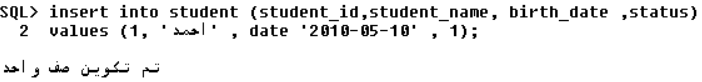 SQL> insert into student (student_id,student_name, birth_date ,status)
2 values (1, 'احمد' , date '2010-05-10' , 1);
تم تكوين صف واحد